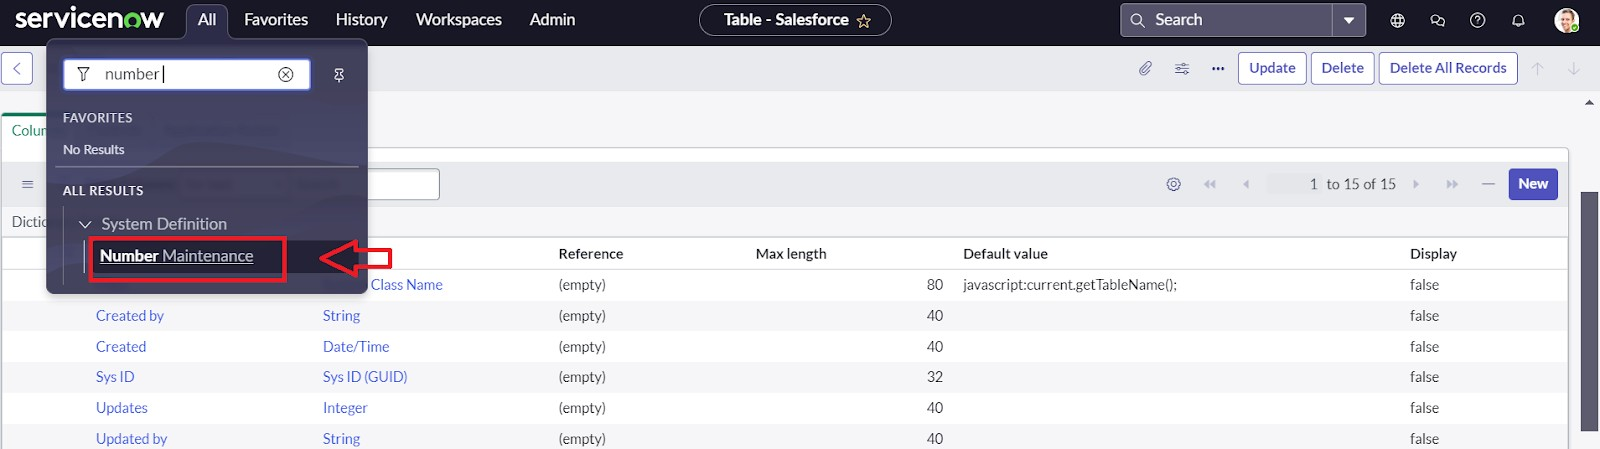 servicenow All Favorites History Workspaces Admin Table - Salesforce Search
number Update Delete Delete All Records
FAVORITES
Colum
No Results
1 to 15 of 15 New
ALL RESULTS
System Definition
Dictio
Number Maintenance Reference Max length Default value Display
Class Name (empty) 80 javascript:current.getTableName(); false
Created by String (empty) 40 false
Created Date/Time (empty) 40 false
Sys ID Sys ID (GUID) (empty) 32 false
Updates Integer (empty) 40 false
Updated by String (empty) 40 false